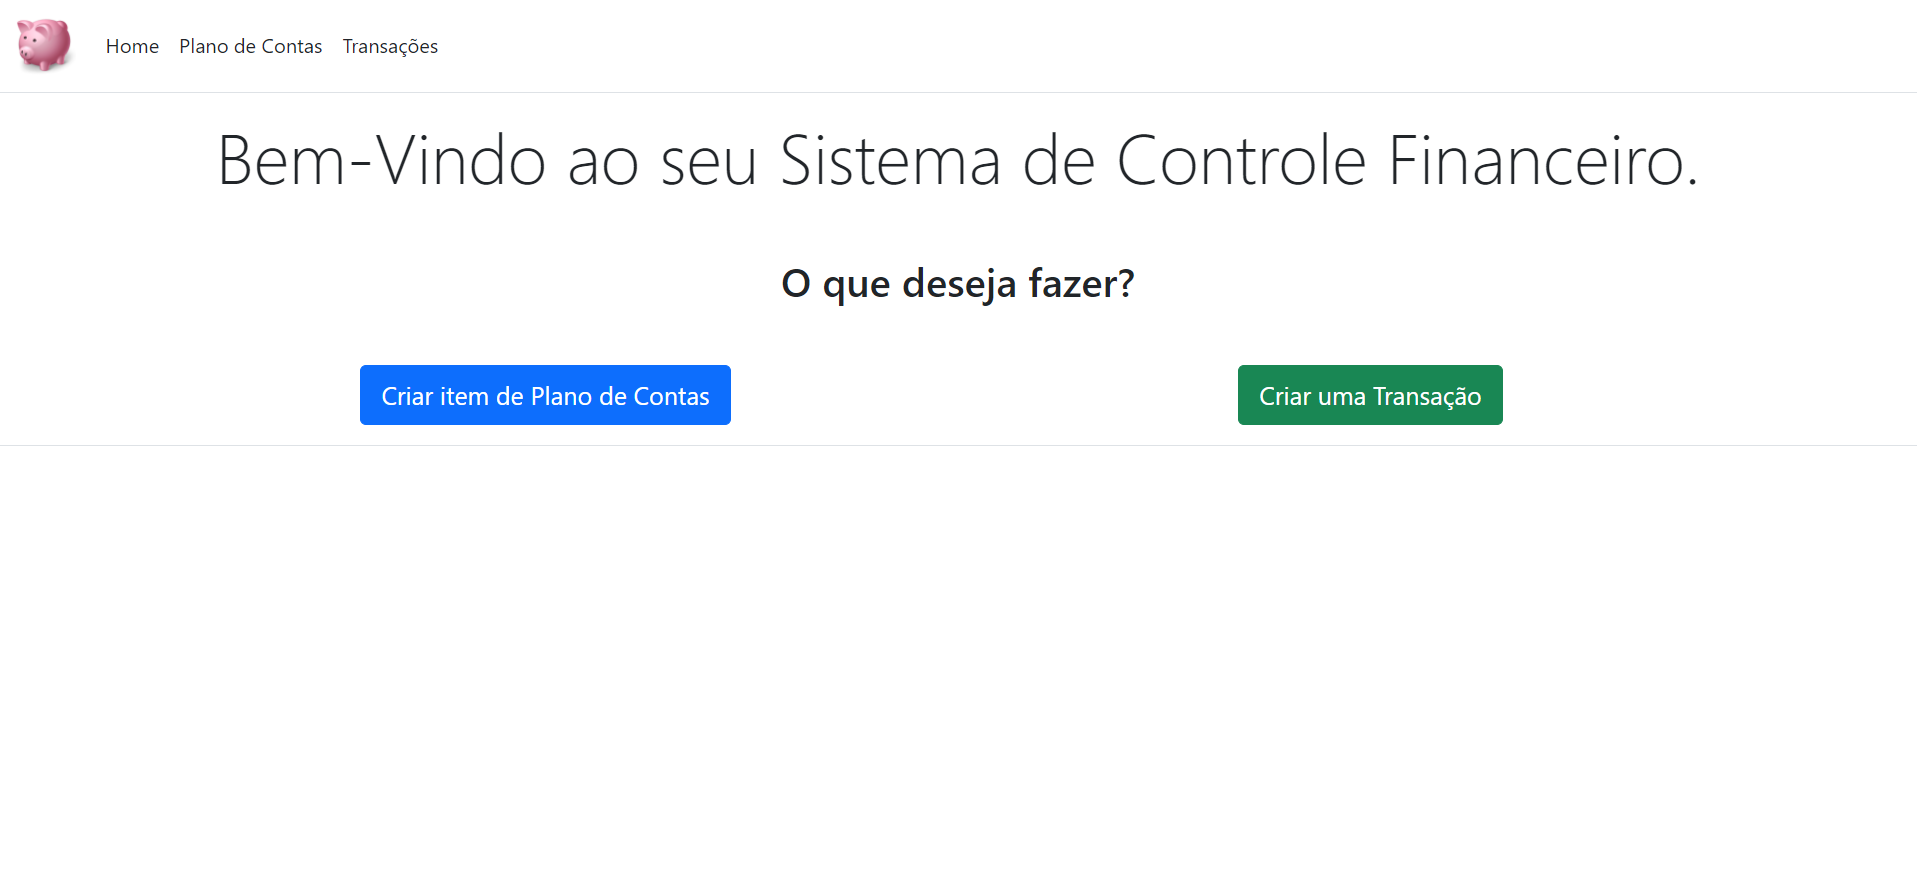 Home Plano de Contas Transações
Bem-Vindo ao seu Sistema de Controle Financeiro.
O que deseja fazer?
Criar item de Plano de Contas Criar uma Transação